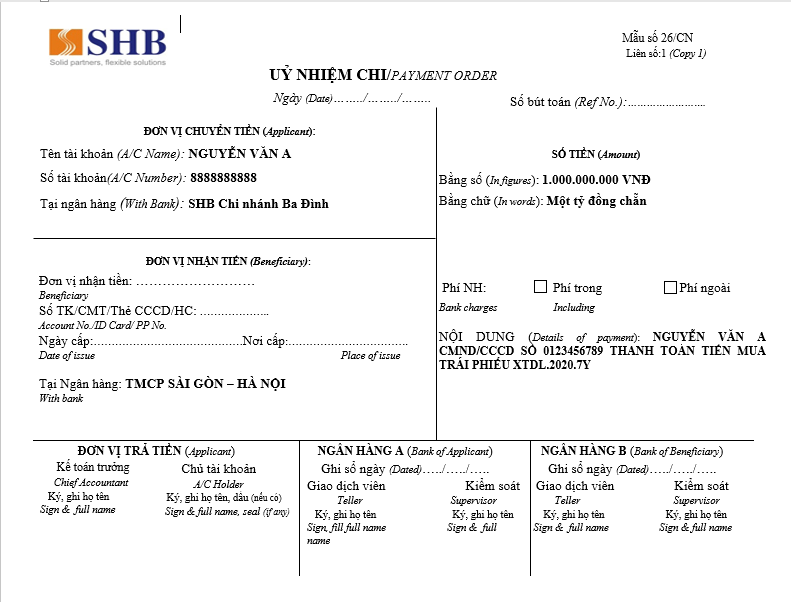 SHB
Solid partners, flexible solutions
Mẫu số 26/CN
Liên số:1 (Copy 1)
UỶ NHIỆM CHI/PAYMENT ORDER
Ngày (Date)……../……../……..
Số bút toán (Ref No.):........................
ĐƠN VỊ CHUYỂN TIỀN (Applicant):
Tên tài khoản (A/C Name): NGUYỄN VĂN A
Số tài khoản(A/C Number): 8888888888
Tại ngân hàng (With Bank): SHB Chi nhánh Ba Đình
SỐ TIỀN (Amount)
Bằng số (In figures): 1.000.000.000 VNĐ
Bằng chữ (In words): Một tỷ đồng chẵn
ĐƠN VỊ NHẬN TIỀN (Beneficiary):
Đơn vị nhận tiền: ………………………
Beneficiary
Số TK/CMT/Thẻ CCCD/HC: .....................
Account No./ID Card/ PP No.
Ngày cấp:..............................................Nơi cấp:.....................................
Date of issue Place of issue
Tại Ngân hàng: TMCP SÀI GÒN – HÀ NỘI
With bank
Phí NH: Phí trong Phí ngoài
Bank charges Including
NỘI DUNG (Details of payment): NGUYỄN VĂN A
CMND/CCCD SỐ 0123456789 THANH TOÁN TIỀN MUA
TRÁI PHIẾU XTDL.2020.7Y
ĐƠN VỊ TRẢ TIỀN (Applicant)
Kế toán trưởng Chủ tài khoản
Chief Accountant A/C Holder
Ký, ghi họ tên Ký, ghi họ tên, dấu (nếu có)
Sign & full name Sign & full name, seal (if any)
NGÂN HÀNG A (Bank of Applicant)
Ghi sổ ngày (Dated)…../…../…..
Giao dịch viên Kiểm soát
Teller Supervisor
Ký, ghi họ tên Ký, ghi họ tên
Sign, fill full name Sign & full
name
NGÂN HÀNG B (Bank of Beneficiary)
Ghi sổ ngày (Dated)…../…../…..
Giao dịch viên Kiểm soát
Teller Supervisor
Ký, ghi họ tên Ký, ghi họ tên
Sign & full name Sign & full name